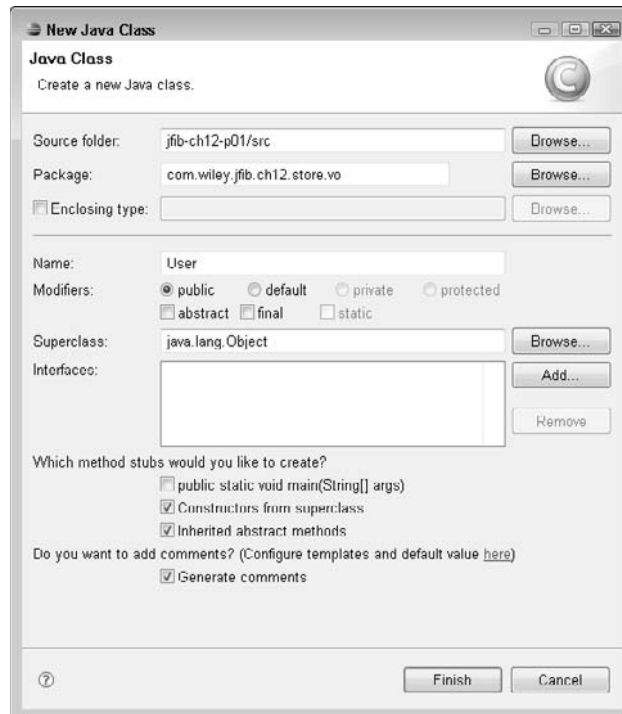 New Java Class
Java Class
Create a new Java class.
C
Source folder: jfib-ch12-p01/src Browse...
Package: com.wiley.jfib.ch12.store.vo Browse...
Enclosing type: Browse...
Name: User
Modifiers: public default private protected
abstract final static
Superclass: java.lang.Object Browse...
Interfaces: Add...
Remove
Which method stubs would you like to create?
public static void main(String[] args)
Constructors from superclass
Inherited abstract methods
Do you want to add comments? (Configure templates and default value here)
Generate comments
? Finish Cancel